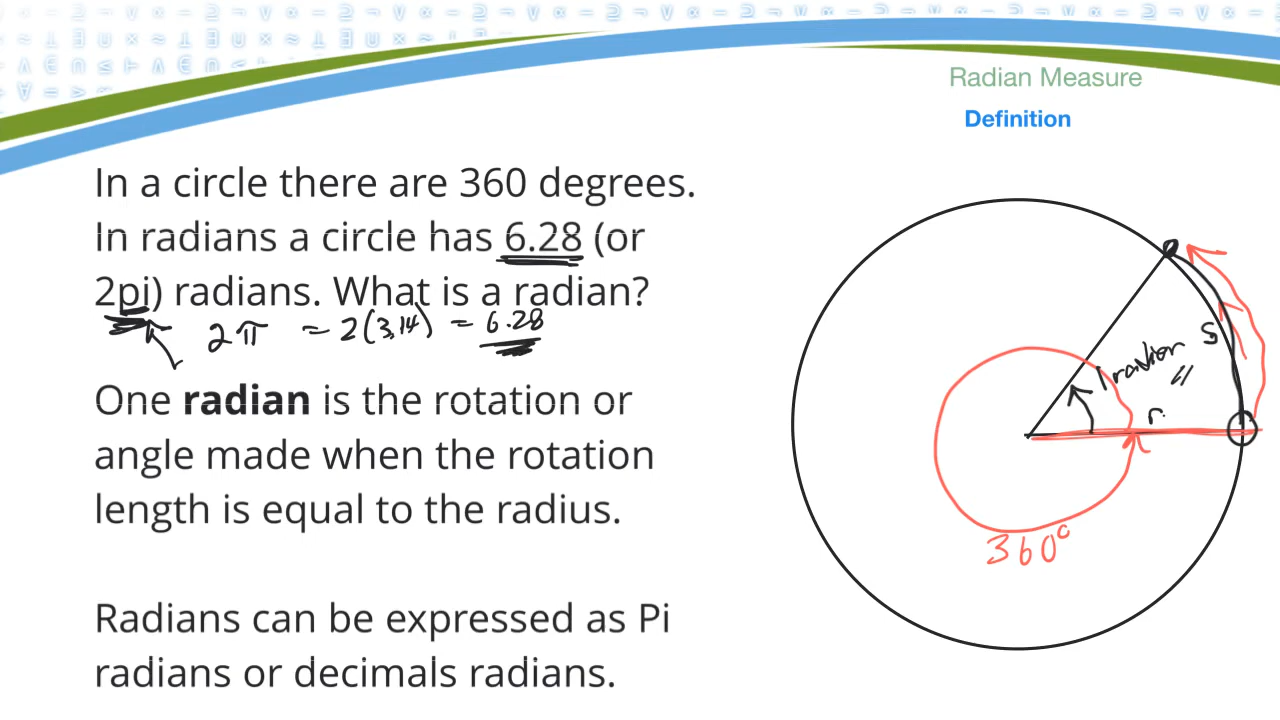 Radian Measure
Definition
In a circle there are 360 degrees.
In radians a circle has 6.28 (or
2pi) radians. What is a radian?
2π = 2(3.14) = 6.28
One radian is the rotation or
angle made when the rotation
length is equal to the radius.
Radians can be expressed as Pi
radians or decimals radians.
1 radian
S
r
360°